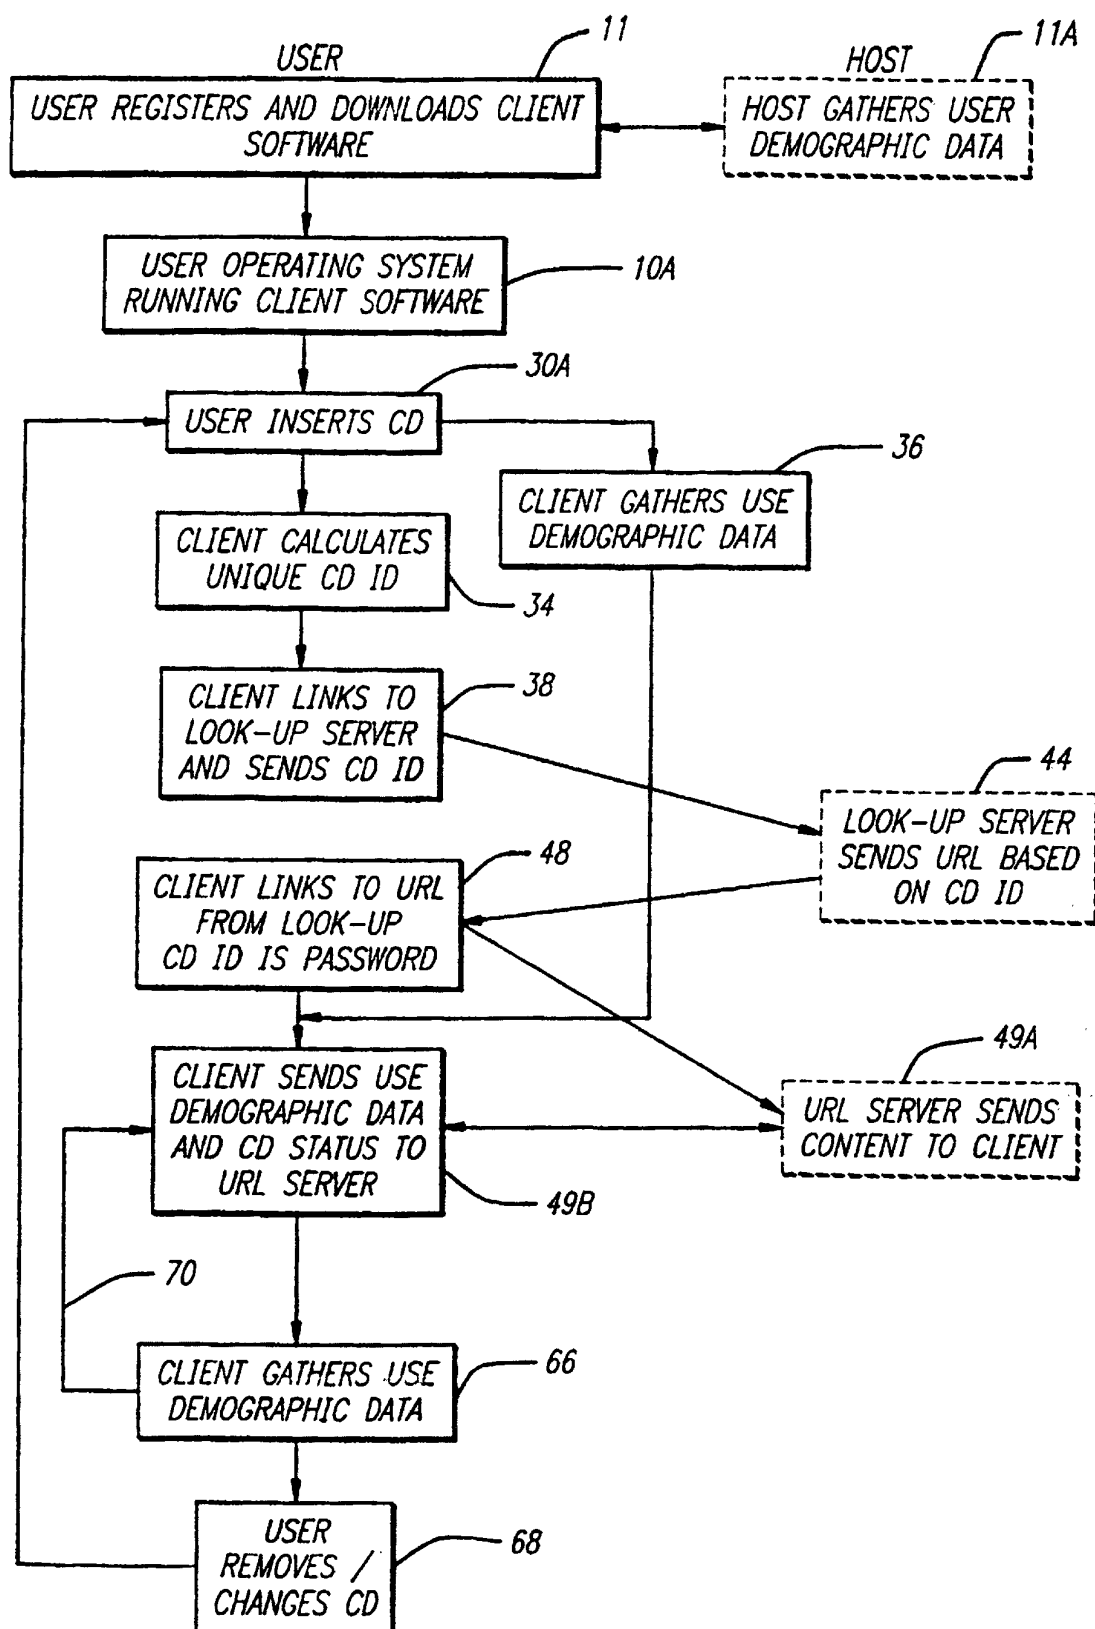 11
11A
USER
HOST
USER REGISTERS AND DOWNLOADS CLIENT
SOFTWARE
HOST GATHERS USER
DEMOGRAPHIC DATA
USER OPERATING SYSTEM
RUNNING CLIENT SOFTWARE
10A
30A
USER INSERTS CD
36
CLIENT GATHERS USE
DEMOGRAPHIC DATA
CLIENT CALCULATES
UNIQUE CD ID
34
CLIENT LINKS TO
LOOK-UP SERVER
AND SENDS CD ID
38
44
LOOK-UP SERVER
SENDS URL BASED
ON CD ID
48
CLIENT LINKS TO URL
FROM LOOK-UP
CD ID IS PASSWORD
49A
CLIENT SENDS USE
DEMOGRAPHIC DATA
AND CD STATUS TO
URL SERVER
URL SERVER SENDS
CONTENT TO CLIENT
49B
70
CLIENT GATHERS USE
DEMOGRAPHIC DATA
66
USER
REMOVES /
CHANGES CD
68